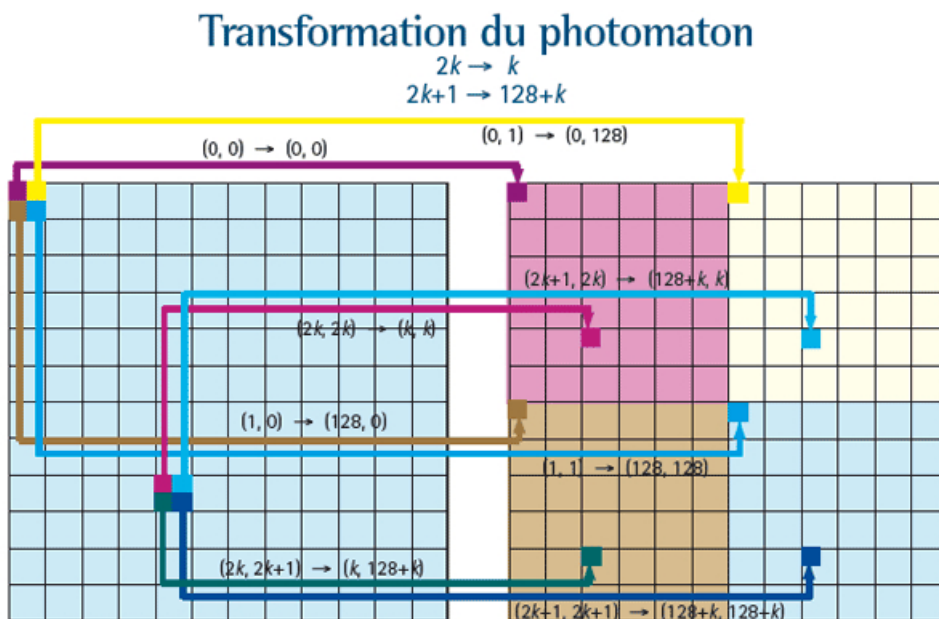 Transformation du photomaton
2k → k
2k+1 → 128+k
(0, 1) → (0, 128)
(0, 0) → (0, 0)
(2k+1, 2k) → (128+k, k)
(2k, 2k) → (k, k)
(1, 0) → (128, 0)
(1, 1) → (128, 128)
(2k, 2k+1) → (k, 128+k)
(2k+1, 2k+1) → (128+k, 128+k)